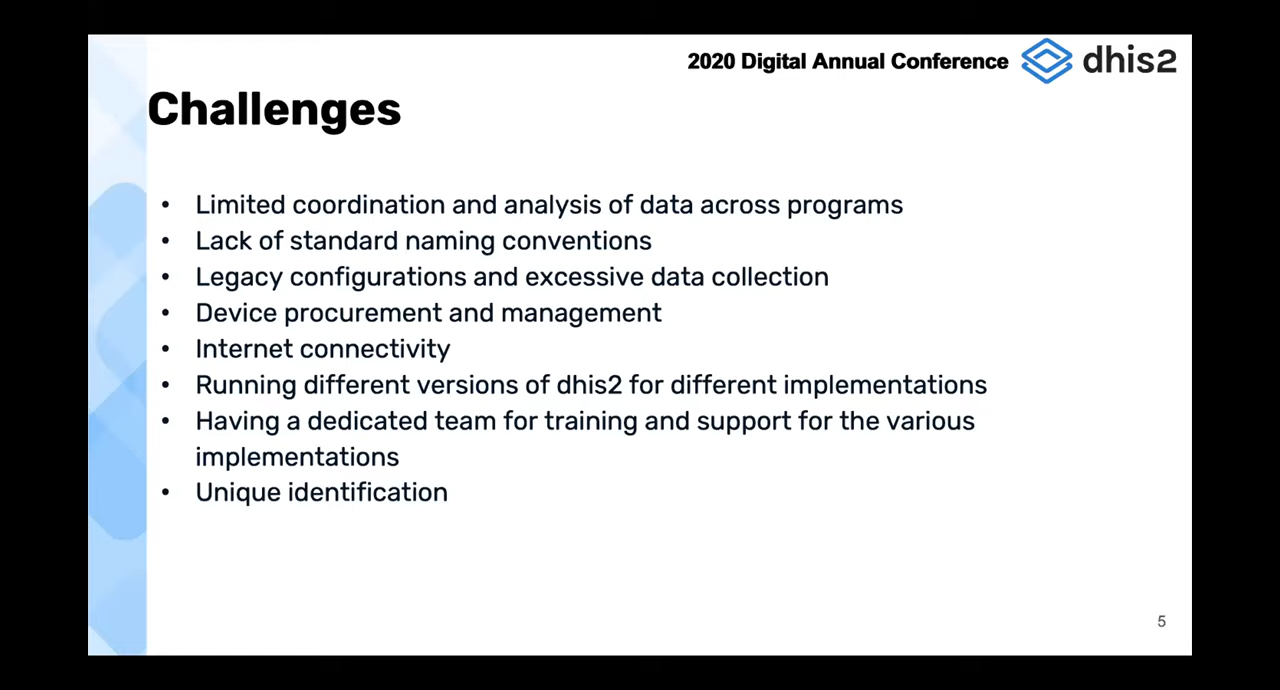 2020 Digital Annual Conference dhis2
Challenges
• Limited coordination and analysis of data across programs
• Lack of standard naming conventions
• Legacy configurations and excessive data collection
• Device procurement and management
• Internet connectivity
• Running different versions of dhis2 for different implementations
• Having a dedicated team for training and support for the various
implementations
• Unique identification
5